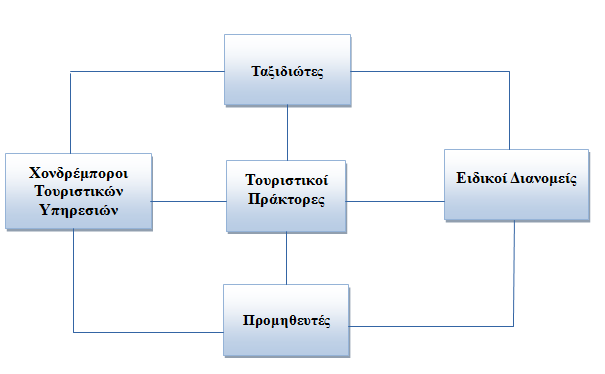 Ταξιδιώτες
Χονδρέμποροι
Τουριστικών
Υπηρεσιών
Τουριστικοί
Πράκτορες
Ειδικοί Διανομείς
Προμηθευτές